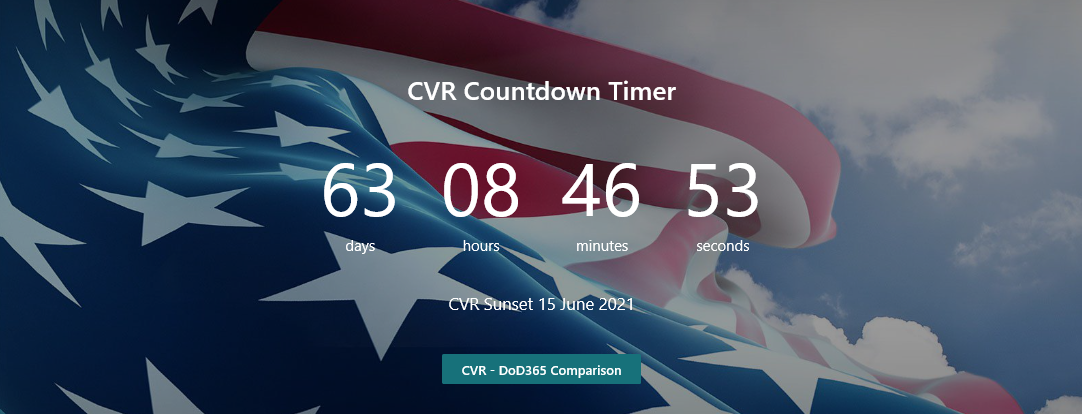 CVR Countdown Timer
63 08 46 53
days hours minutes seconds
CVR Sunset 15 June 2021
CVR - DoD365 Comparison